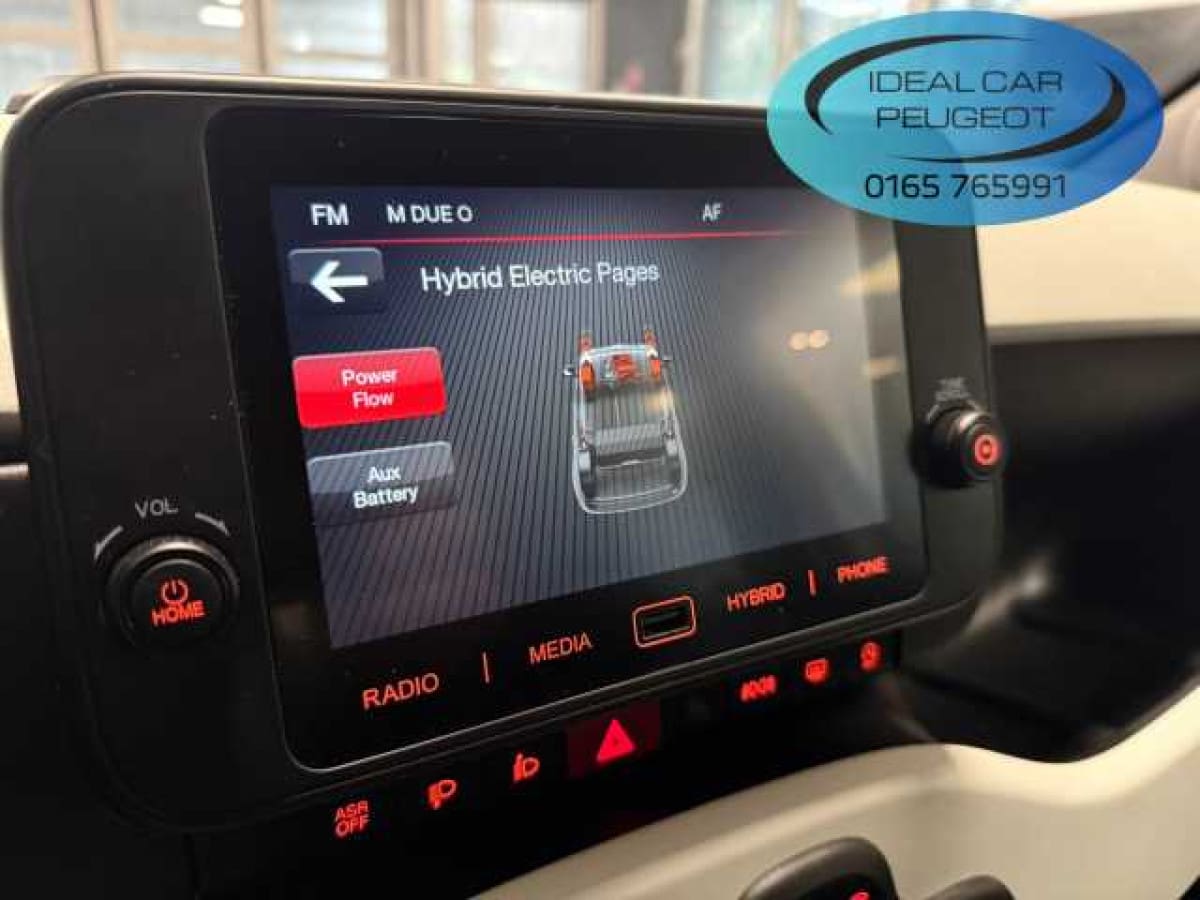 IDEAL CAR
PEUGEOT
0165 765991
FM M DUE O AF
Hybrid Electric Pages
Power
Flow
Aux
Battery
VOL
HOME
RADIO | MEDIA HYBRID | PHONE
ASR
OFF